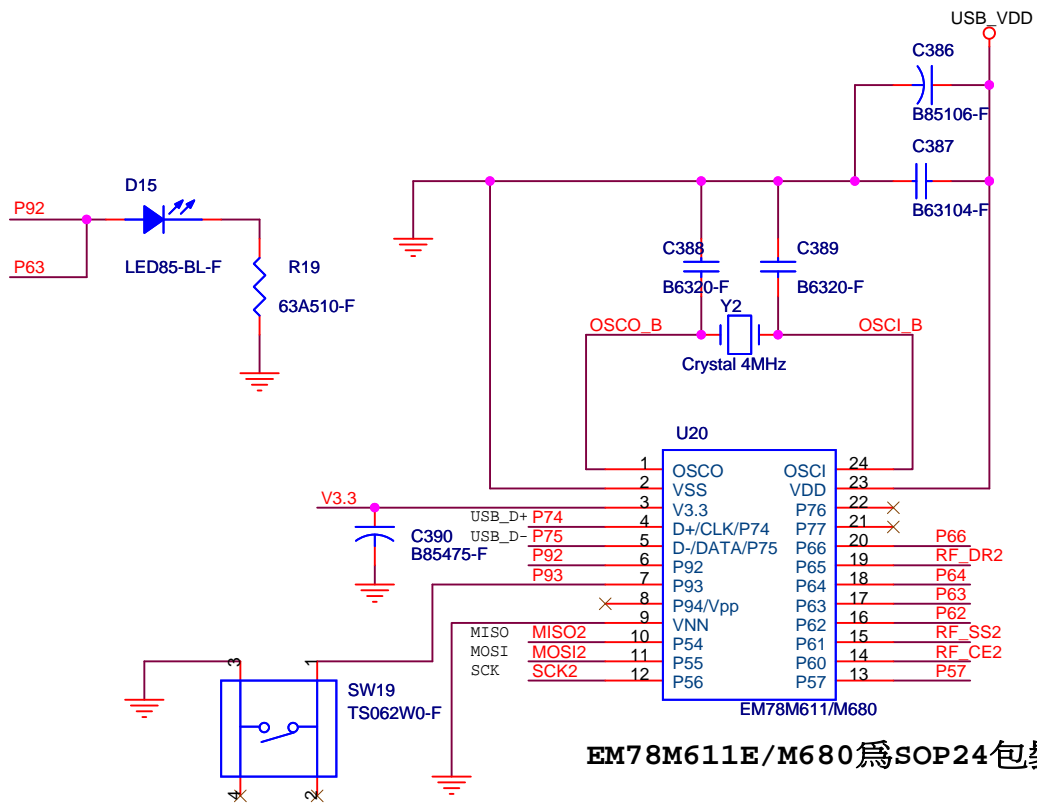 USB_VDD
C386
B85106-F
C387
B63104-F
D15
P92
P63
LED85-BL-F
R19
63A510-F
C388
C389
B6320-F
B6320-F
Y2
OSCO_B
OSCI_B
Crystal 4MHz
U20
1 OSCO OSCI 24
2 VSS VDD 23
V3.3 3 V3.3 P76 22
USB_D+ P74 4 D+/CLK/P74 P77 21
USB_D- P75 5 D-/DATA/P75 P66 20 P66
P92 6 P92 P65 19 RF_DR2
P93 7 P93 P64 18 P64
8 P94/Vpp P63 17 P63
9 VNN P62 16 P62
MISO MISO2 10 P54 P61 15 RF_SS2
MOSI MOSI2 11 P55 P60 14 RF_CE2
SCK SCK2 12 P56 P57 13 P57
C390
B85475-F
EM78M611/M680
3 1
SW19
TS062W0-F
4 2
EM78M611E/M680爲SOP24包